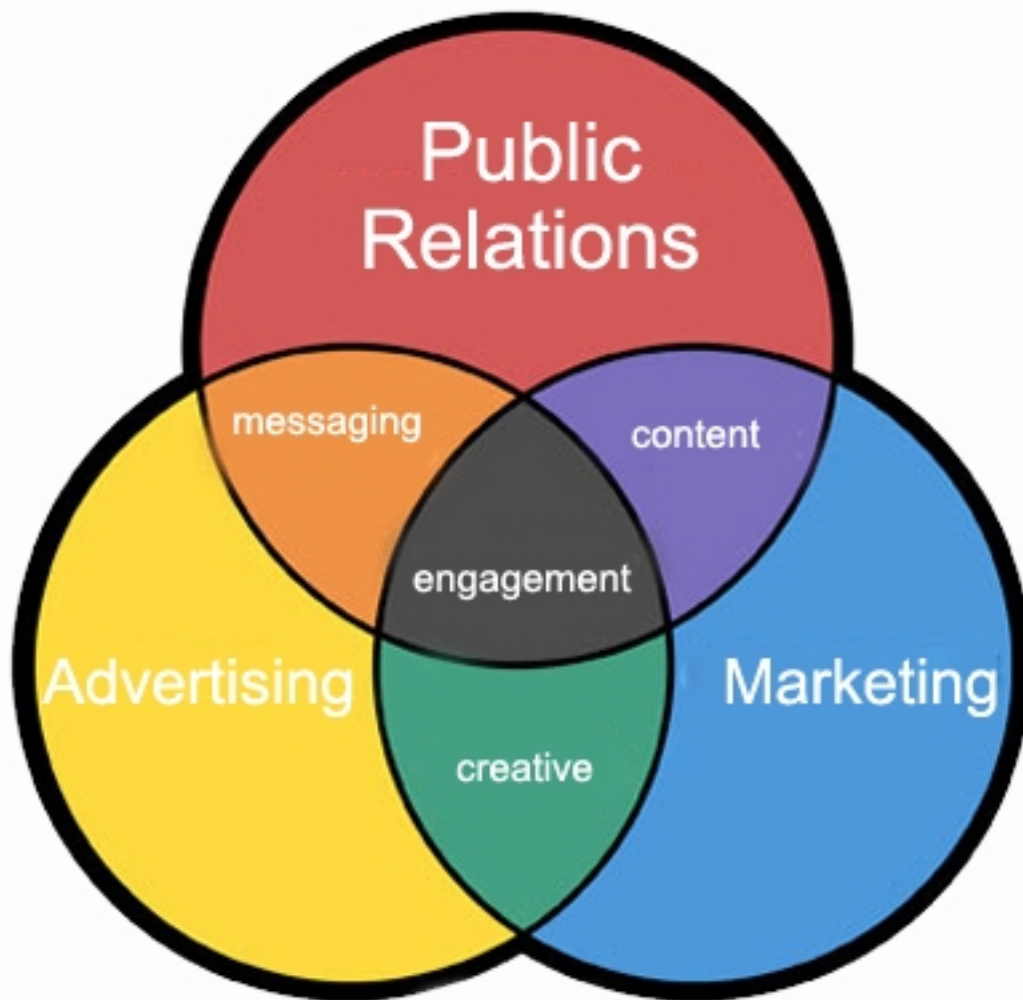 Public
Relations
messaging
content
engagement
Advertising
Marketing
creative